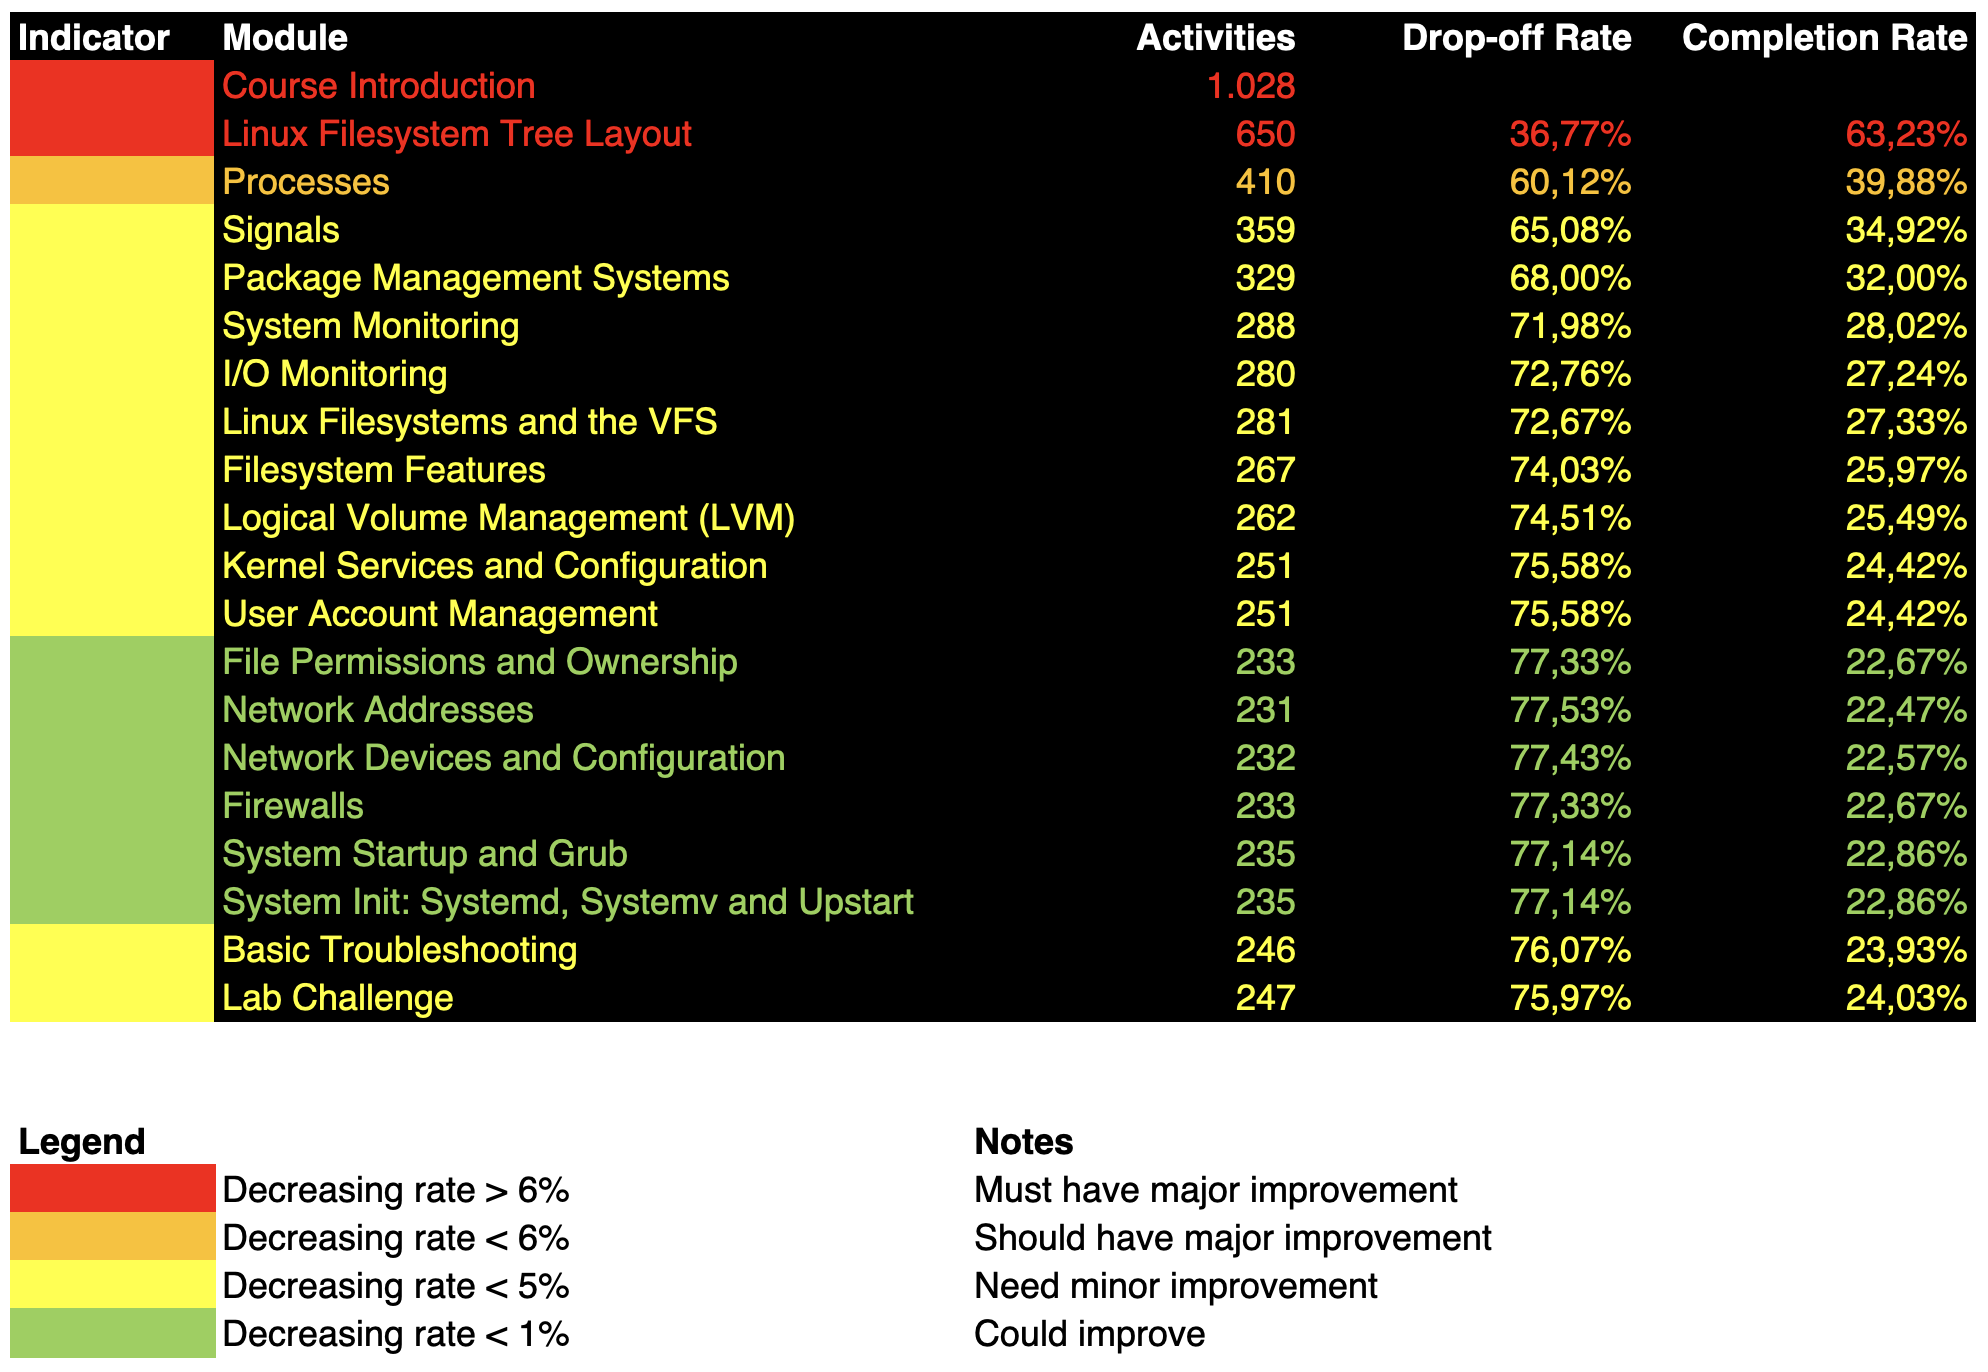 Indicator Module Activities Drop-off Rate Completion Rate
Course Introduction 1.028
Linux Filesystem Tree Layout 650 36,77% 63,23%
Processes 410 60,12% 39,88%
Signals 359 65,08% 34,92%
Package Management Systems 329 68,00% 32,00%
System Monitoring 288 71,98% 28,02%
I/O Monitoring 280 72,76% 27,24%
Linux Filesystems and the VFS 281 72,67% 27,33%
Filesystem Features 267 74,03% 25,97%
Logical Volume Management (LVM) 262 74,51% 25,49%
Kernel Services and Configuration 251 75,58% 24,42%
User Account Management 251 75,58% 24,42%
File Permissions and Ownership 233 77,33% 22,67%
Network Addresses 231 77,53% 22,47%
Network Devices and Configuration 232 77,43% 22,57%
Firewalls 233 77,33% 22,67%
System Startup and Grub 235 77,14% 22,86%
System Init: Systemd, Systemv and Upstart 235 77,14% 22,86%
Basic Troubleshooting 246 76,07% 23,93%
Lab Challenge 247 75,97% 24,03%
Legend Notes
Decreasing rate > 6% Must have major improvement
Decreasing rate < 6% Should have major improvement
Decreasing rate < 5% Need minor improvement
Decreasing rate < 1% Could improve